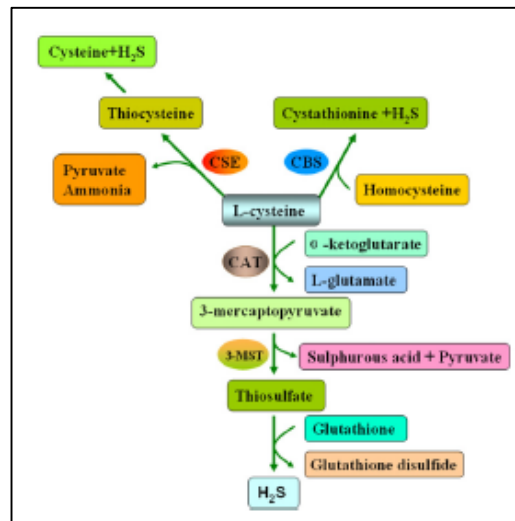 Cysteine+H₂S
Thiocysteine
Cystathionine +H₂S
CSE
CBS
Pyruvate
Ammonia
Homocysteine
L-cysteine
α -ketoglutarate
CAT
L-glutamate
3-mercaptopyruvate
3-MST
Sulphurous acid + Pyruvate
Thiosulfate
Glutathione
Glutathione disulfide
H₂S